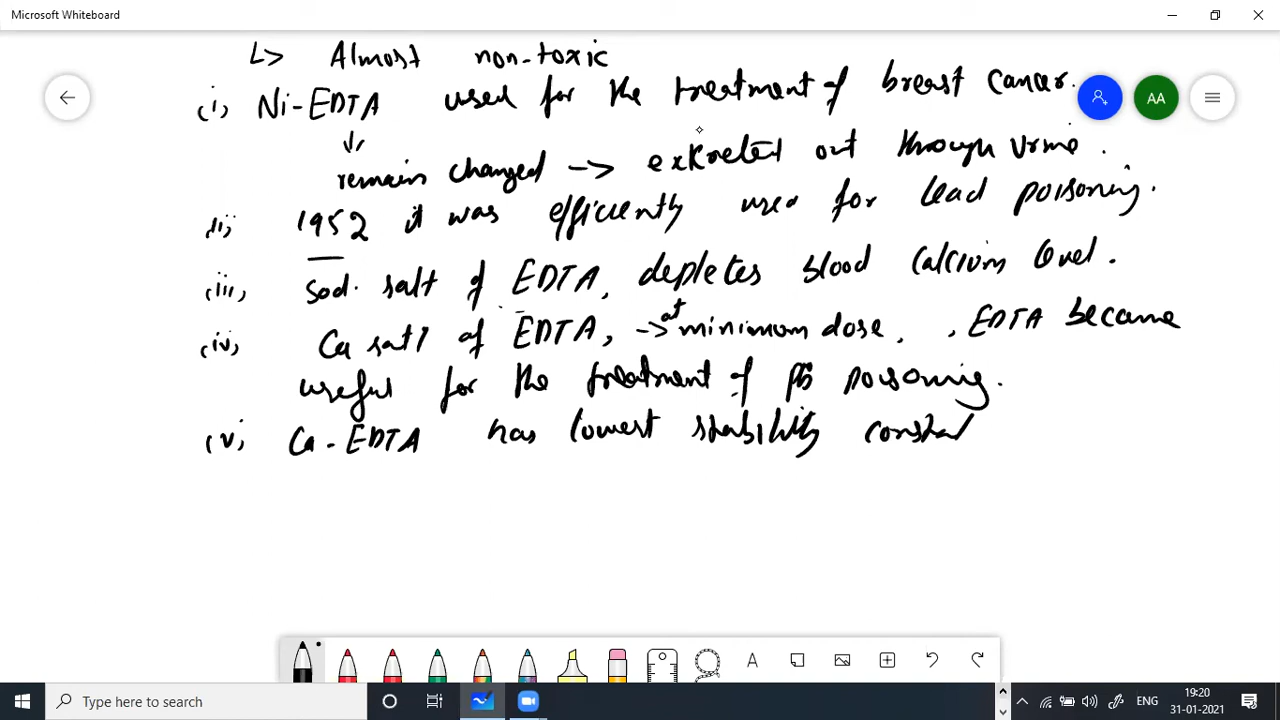 Microsoft Whiteboard
↳ Almost non-toxic
(i) Ni-EDTA used for the treatment of breast cancer.
AA
↓
remain changed → exkreted out through urine.
(ii) 1952 it was efficiently used for lead poisoning.
(iii) Sod. salt of EDTA, depletes blood calcium level.
(iv) Ca salt of EDTA, → at minimum dose, , EDTA became
useful for the treatment of pb poisoning.
(v) Ca-EDTA has lowest stability constat
A
Type here to search
ENG
19:20
31-01-2021